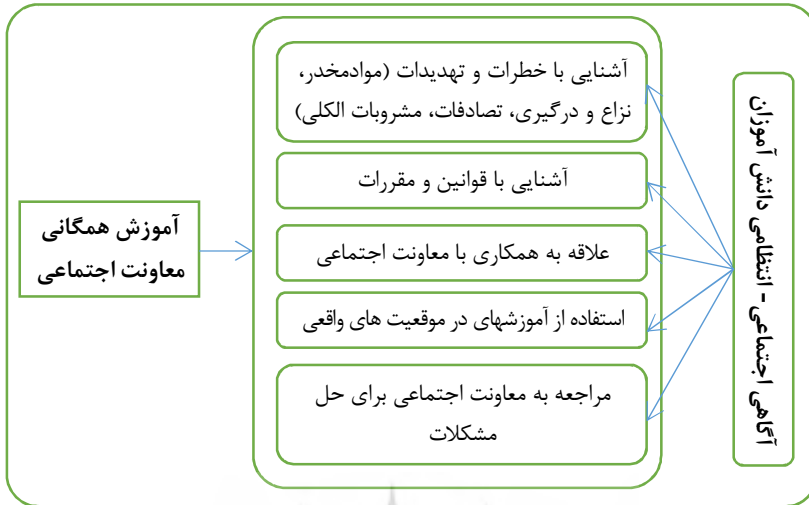 آگاهی اجتماعی - انتظامی دانش آموزان
آشنایی با خطرات و تهدیدات (موادمخدر،
نزاع و درگیری، تصادفات، مشروبات الکلی)
آشنایی با قوانین و مقررات
علاقه به همکاری با معاونت اجتماعی
استفاده از آموزشهای در موقعیت های واقعی
مراجعه به معاونت اجتماعی برای حل
مشکلات
آموزش همگانی
معاونت اجتماعی